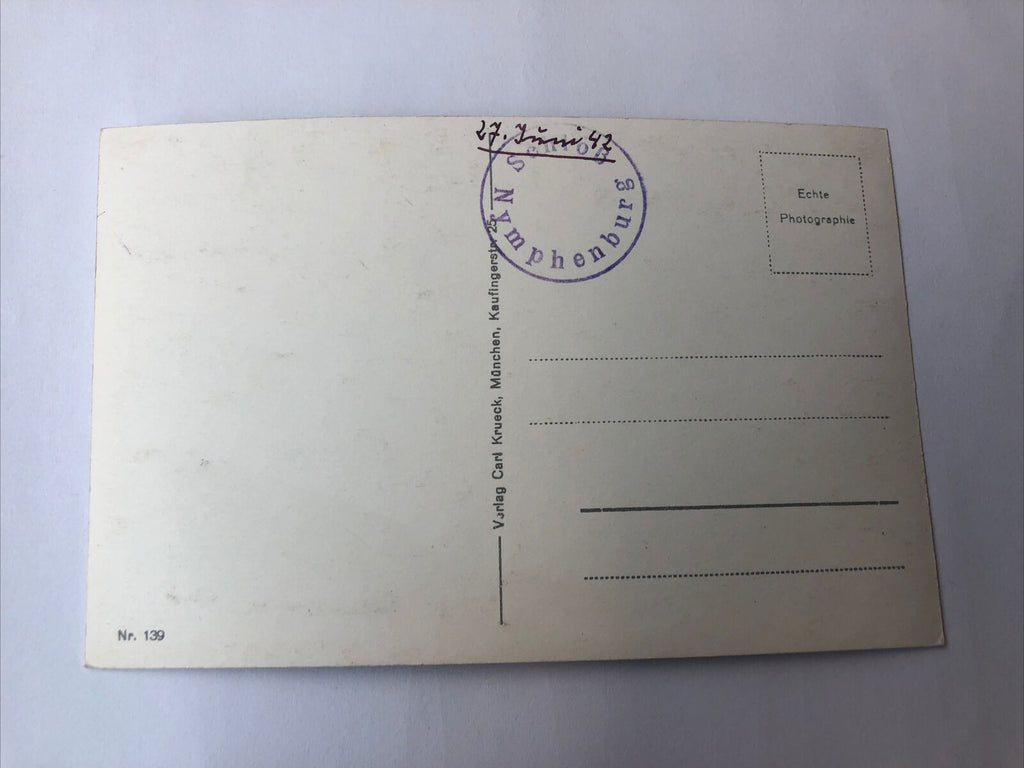 27. Juni 42
Schloß
Nymphenburg
Echte
Photographie
Verlag Carl Krueck, München, Kaufingerstr. 25
Nr. 139